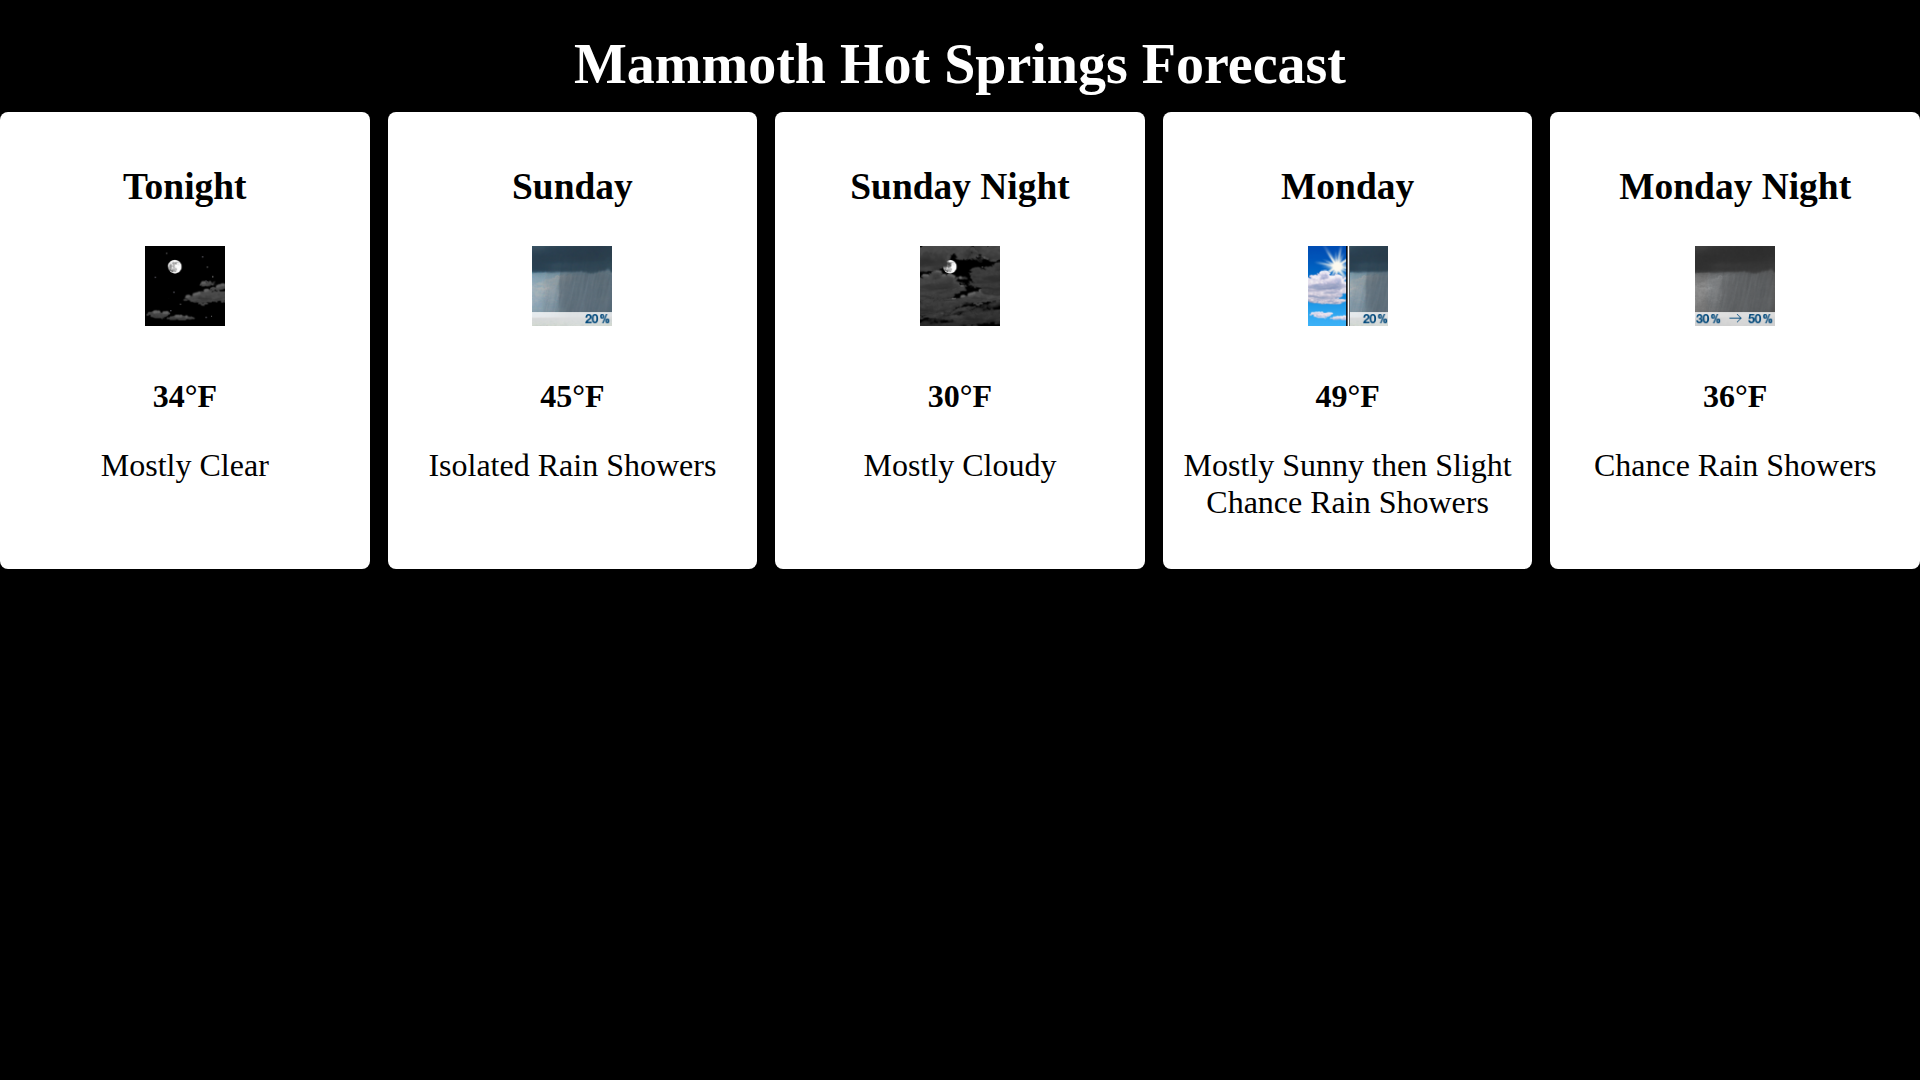 Mammoth Hot Springs Forecast
Tonight
34°F
Mostly Clear
Sunday
20%
45°F
Isolated Rain Showers
Sunday Night
30°F
Mostly Cloudy
Monday
20%
49°F
Mostly Sunny then Slight
Chance Rain Showers
Monday Night
30% → 50%
36°F
Chance Rain Showers